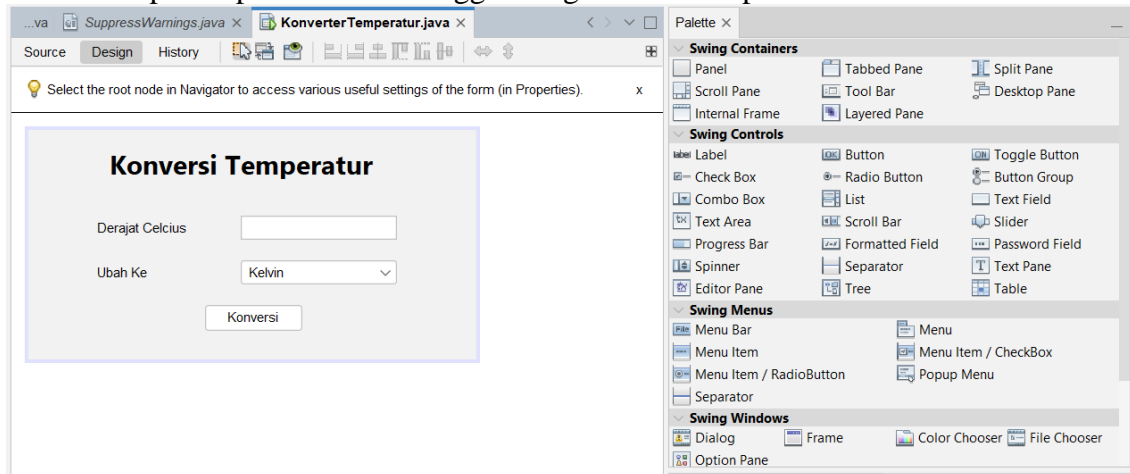 ...va SuppressWarnings.java × KonverterTemperatur.java × Palette ×
Source Design History
Select the root node in Navigator to access various useful settings of the form (in Properties). x
Konversi Temperatur
Derajat Celcius
Ubah Ke Kelvin
Konversi
Swing Containers
Panel Tabbed Pane Split Pane
Scroll Pane Tool Bar Desktop Pane
Internal Frame Layered Pane
Swing Controls
label Label OK Button ON Toggle Button
Check Box Radio Button Button Group
Combo Box List Text Field
Text Area Scroll Bar Slider
Progress Bar Formatted Field Password Field
Spinner Separator T Text Pane
Editor Pane Tree Table
Swing Menus
File Menu Bar Menu
Menu Item Menu Item / CheckBox
Menu Item / RadioButton Popup Menu
Separator
Swing Windows
Dialog Frame Color Chooser File Chooser
Option Pane